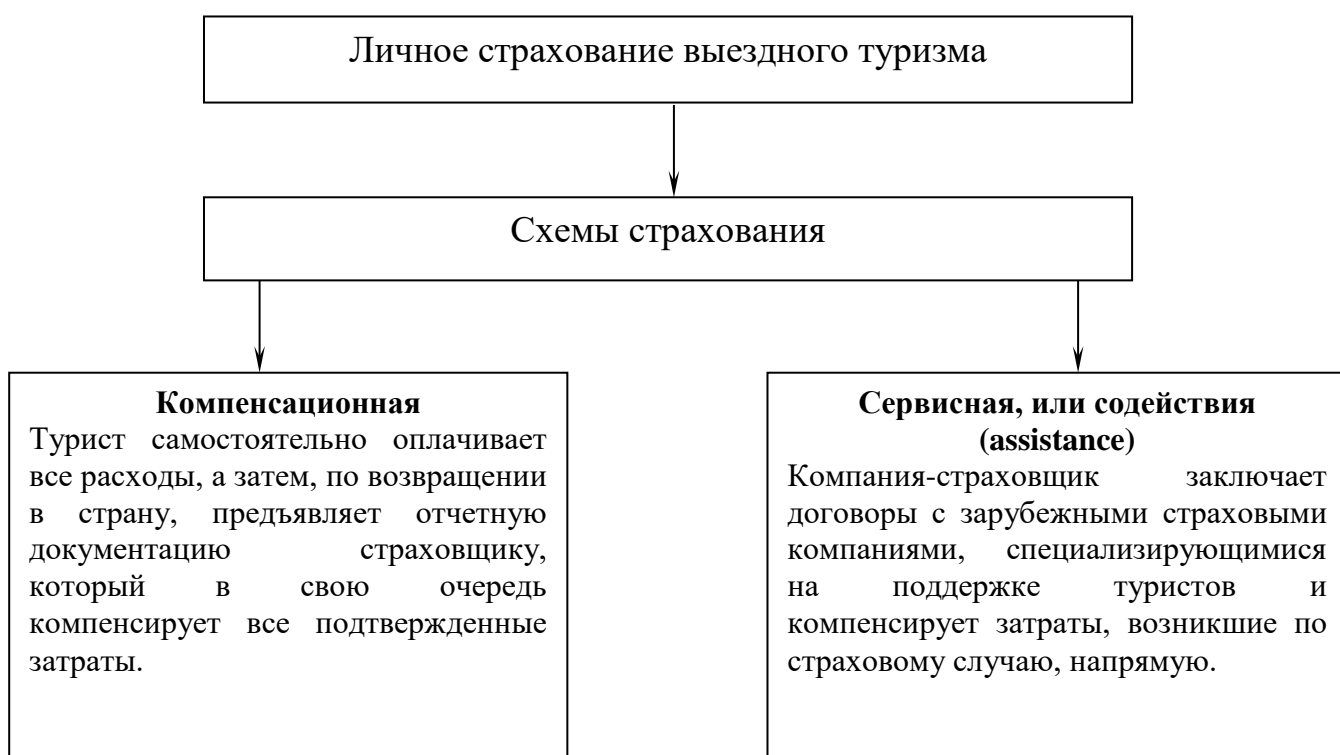 Личное страхование выездного туризма
Схемы страхования
Компенсационная
Турист самостоятельно оплачивает
все расходы, а затем, по возвращении
в страну, предъявляет отчетную
документацию страховщику,
который в свою очередь
компенсирует все подтвержденные
затраты.
Сервисная, или содействия
(assistance)
Компания-страховщик заключает
договоры с зарубежными страховыми
компаниями, специализирующимися
на поддержке туристов и
компенсирует затраты, возникшие по
страховому случаю, напрямую.